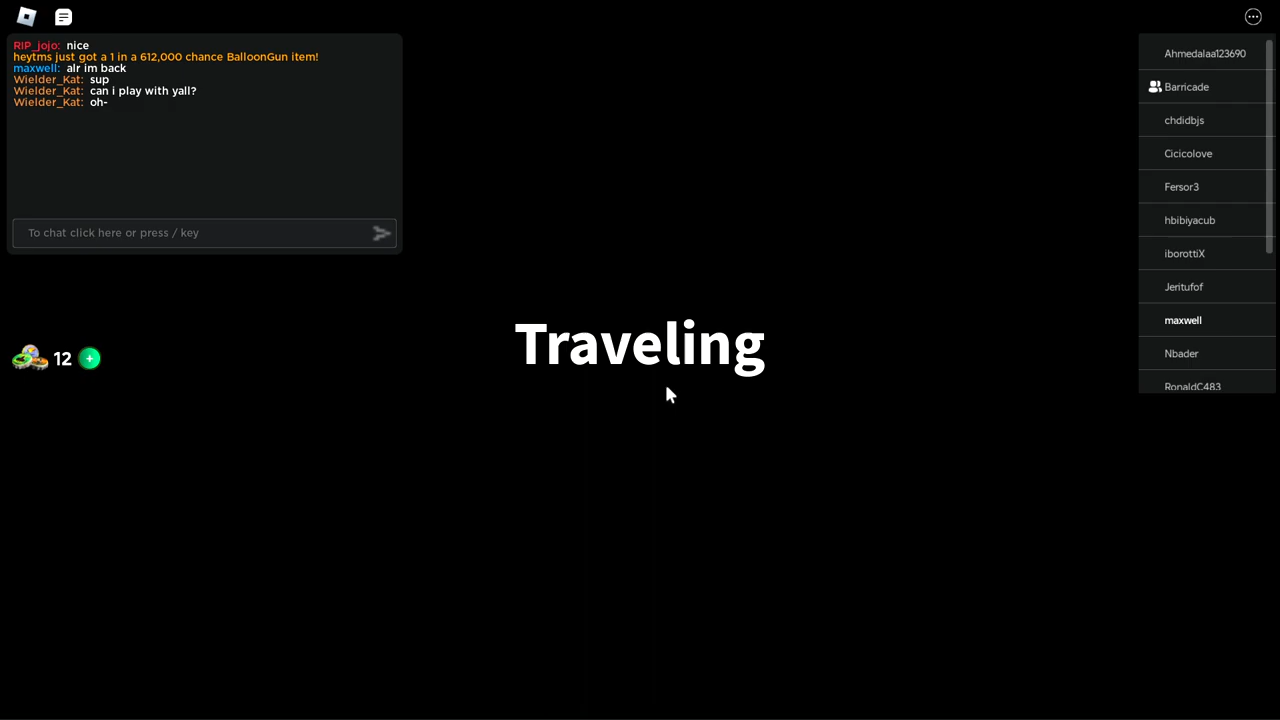 RIP_jojo: nice
heytms just got a 1 in a 612,000 chance BalloonGun item!
maxwell: alr im back
Wielder_Kat: sup
Wielder_Kat: can i play with yall?
Wielder_Kat: oh-
To chat click here or press / key
12
Traveling
Ahmedalaa123690
Barricade
chdidbjs
Cicicolove
Fersor3
hbibiyacub
iborottiX
Jeritufof
maxwell
Nbader
RonaldC483